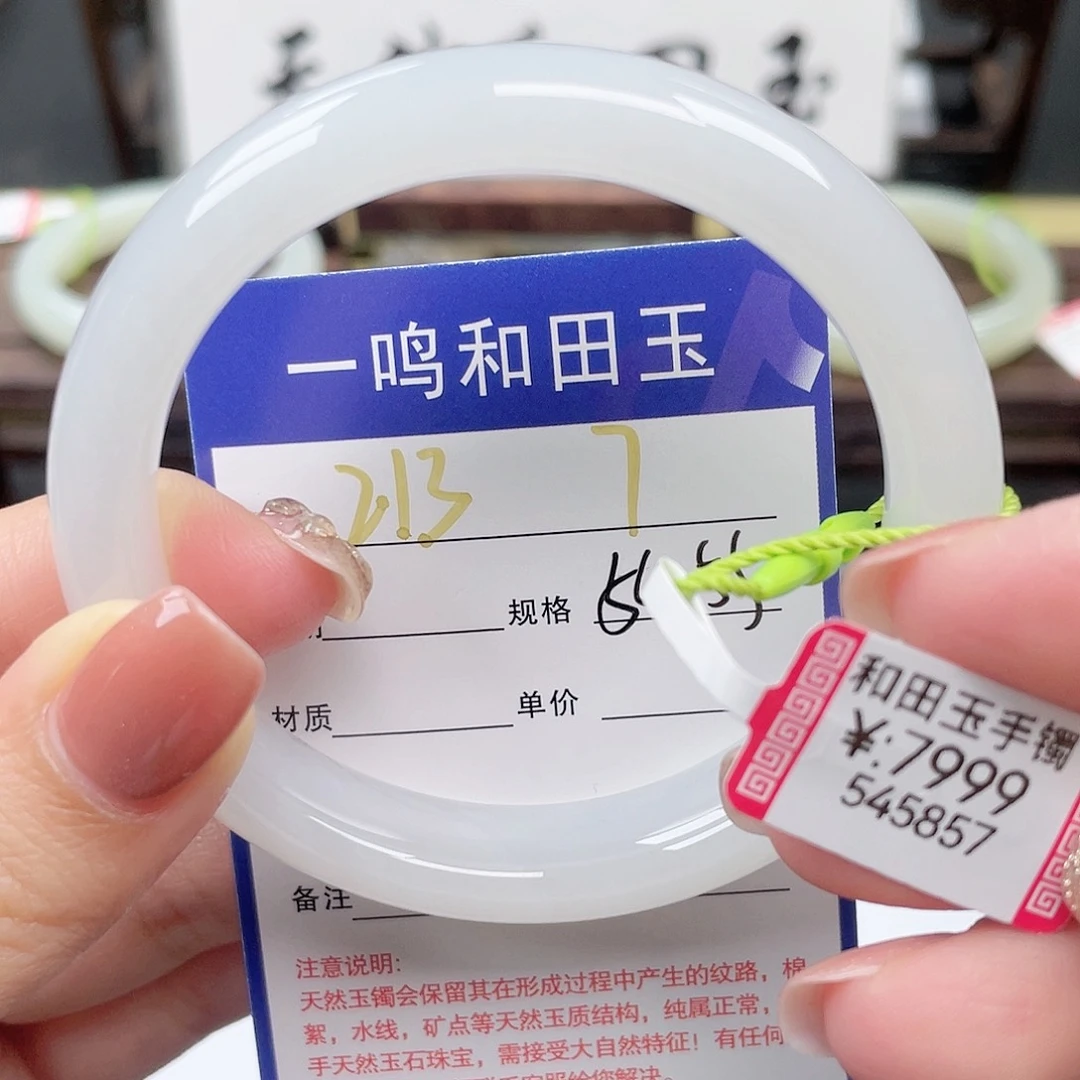 一鸣和田玉
213 7
规格
材质 单价
备注
注意说明:
天然玉镯会保留其在形成过程中产生的纹路，棉
絮，水线，矿点等天然玉质结构，纯属正常，
手天然玉石珠宝，需接受大自然特征！有任何
和田玉手镯
¥:7999
545857